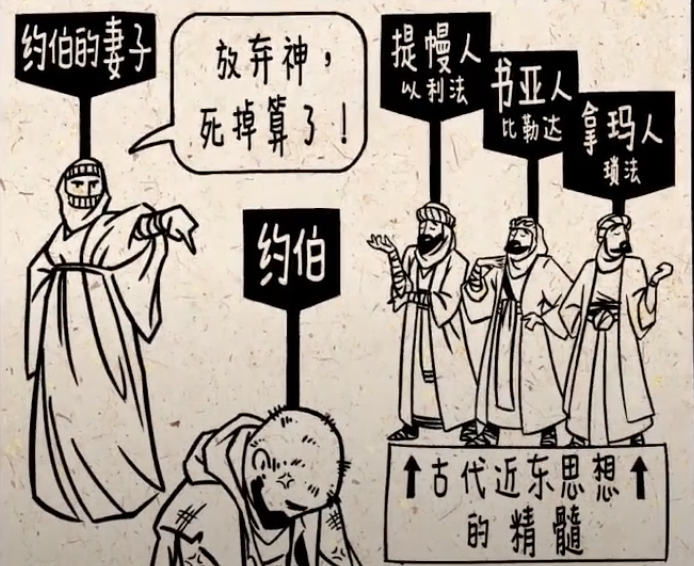 约伯的妻子
放弃神，
死掉算了！
提幔人
以利法
书亚人
比勒达
拿玛人
琐法
约伯
↑古代近东思想↑
的精髓